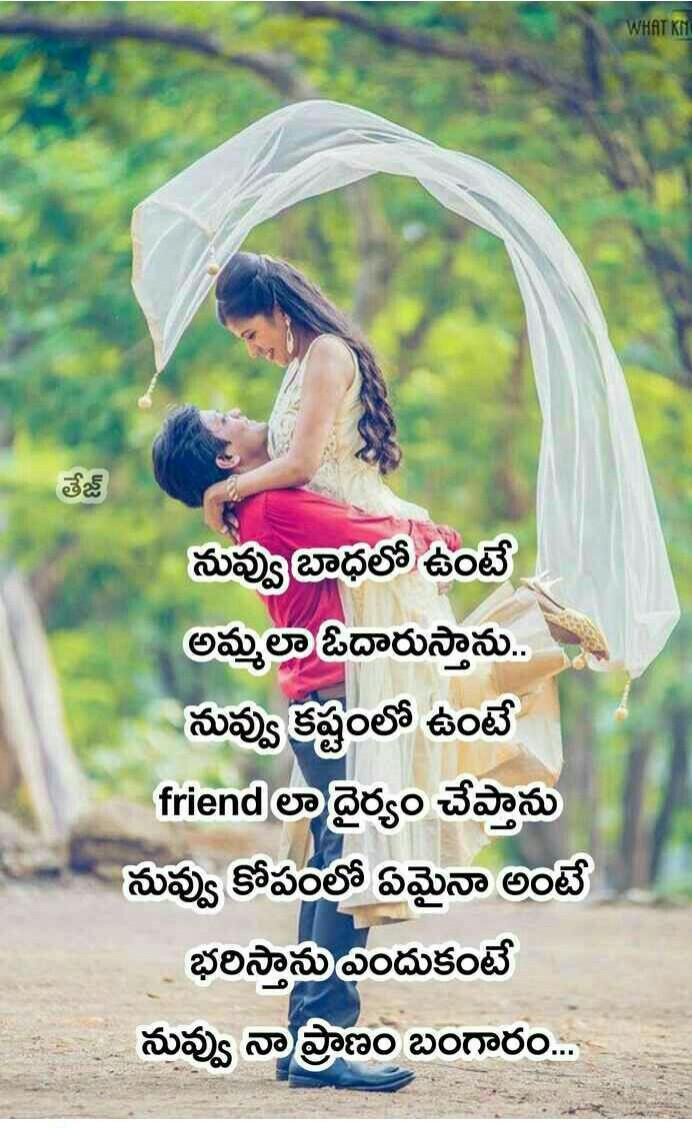 WHAT KN
తేజ్
నువ్వు బాధలో ఉంటే
అమ్మలా ఓదారుస్తాను..
నువ్వు కష్టంలో ఉంటే
friend లా ధైర్యం చేప్తాను
నువ్వు కోపంలో ఏమైనా అంటే
భరిస్తాను ఎందుకంటే
నువ్వు నా ప్రాణం బంగారం...